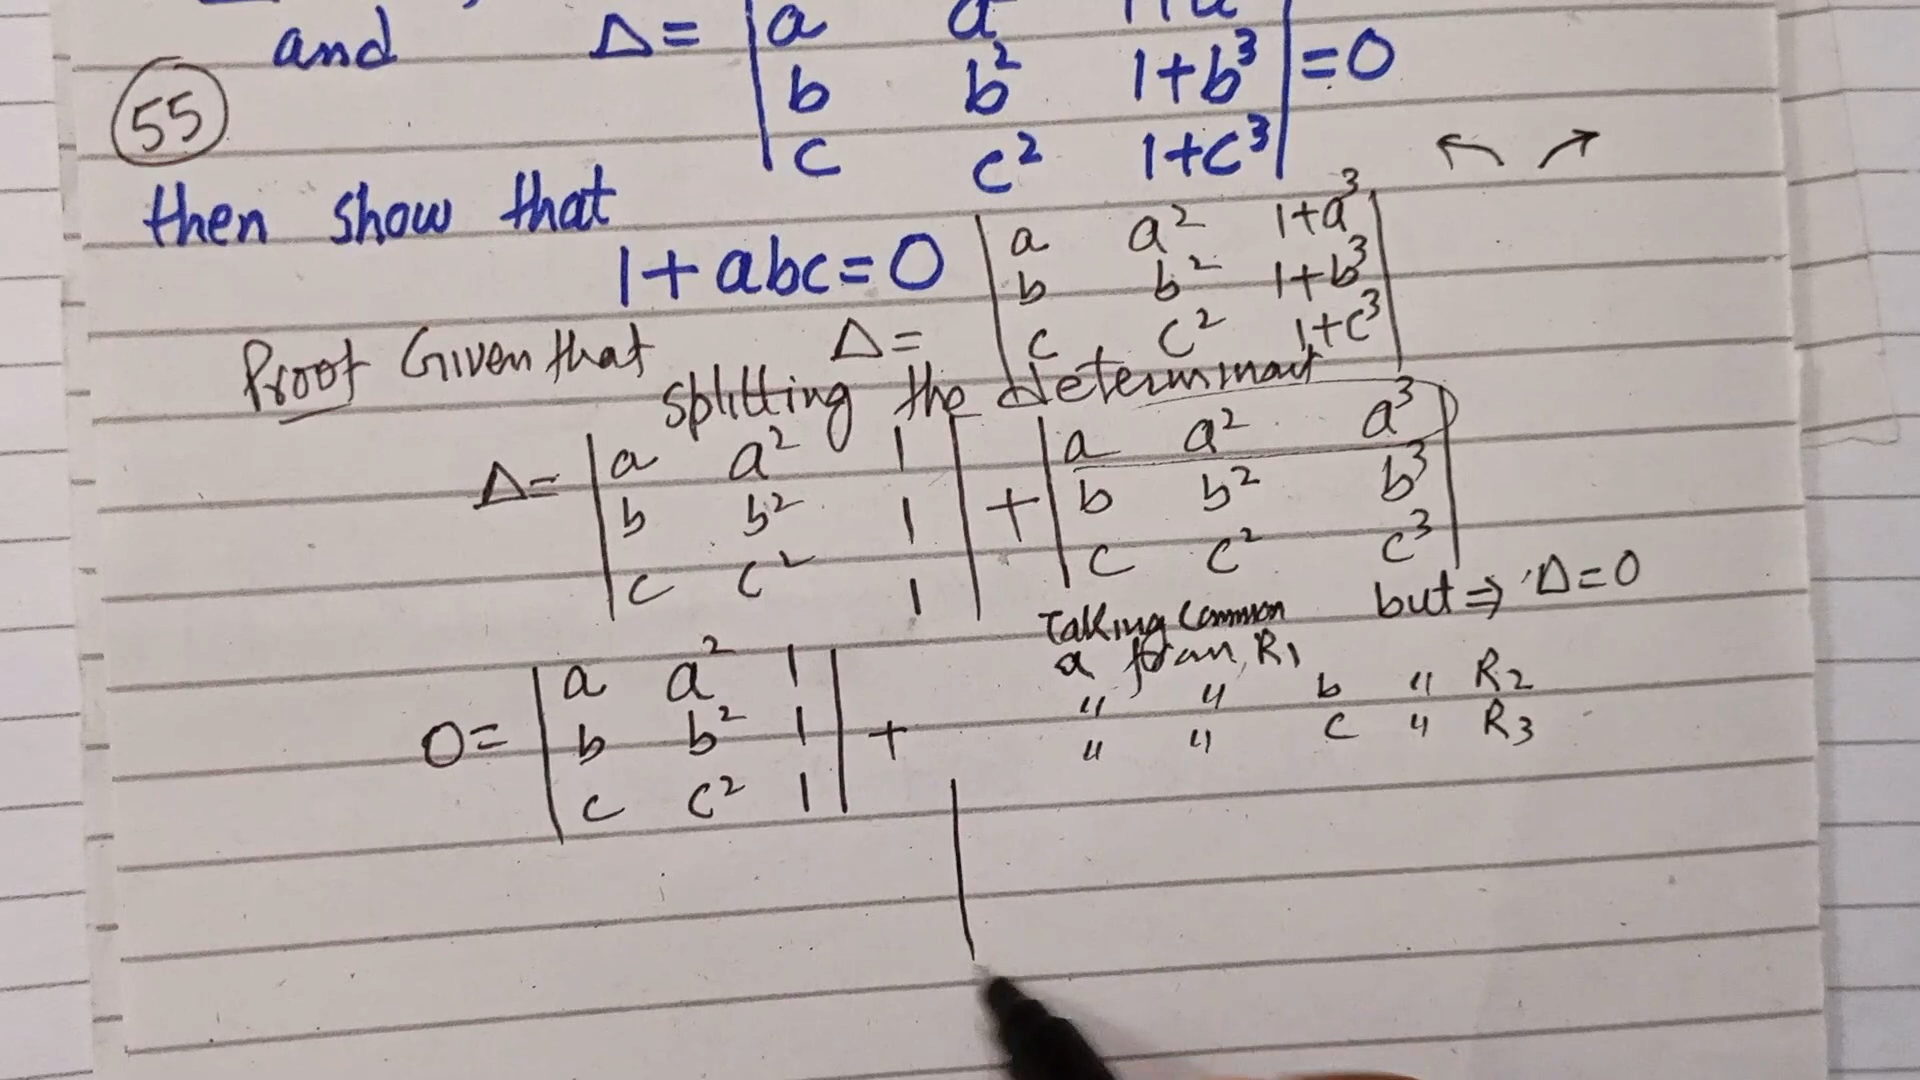 and Δ = | a a
| b b² 1+b³ | = 0
55
| c c² 1+c³ |
then show that
1+abc=0
Proof Given that Δ = | a a² 1+a³ |
| b b² 1+b³ |
| c c² 1+c³ |
splitting the determinant
Δ = | a a² 1 | + | a a² a³ |
| b b² 1 | | b b² b³ |
| c c² 1 | | c c² c³ |
Taking common but ⇒ Δ=0
a from R₁
" " b " R2
" " c " R3
0 = | a a² 1 | +
| b b² 1 |
| c c² 1 |